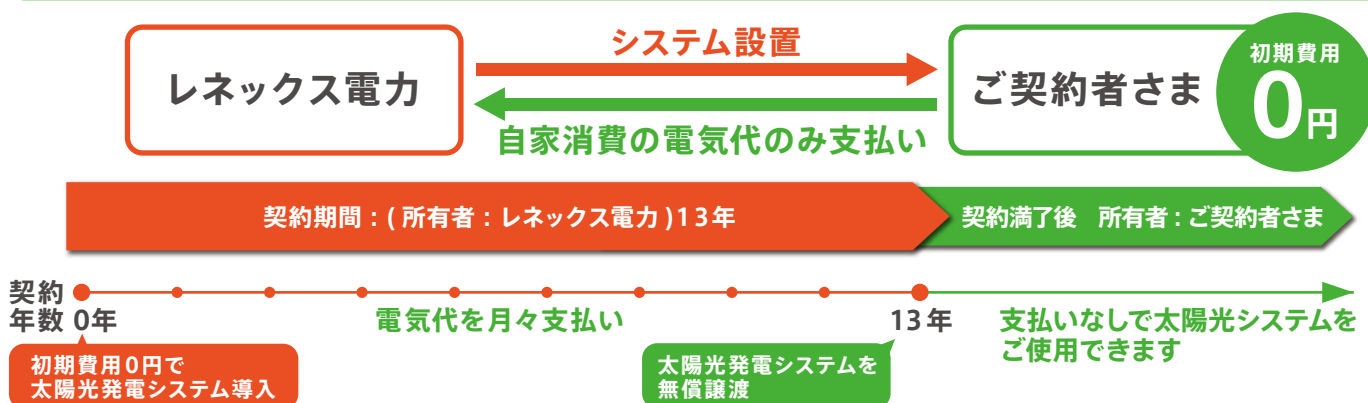 レネックス電力
システム設置
自家消費の電気代のみ支払い
ご契約者さま
初期費用
0円
契約期間:(所有者:レネックス電力)13年
契約満了後 所有者:ご契約者さま
契約
年数 0年
電気代を月々支払い
13年
支払いなしで太陽光システムを
ご使用できます
初期費用0円で
太陽光発電システム導入
太陽光発電システムを
無償譲渡